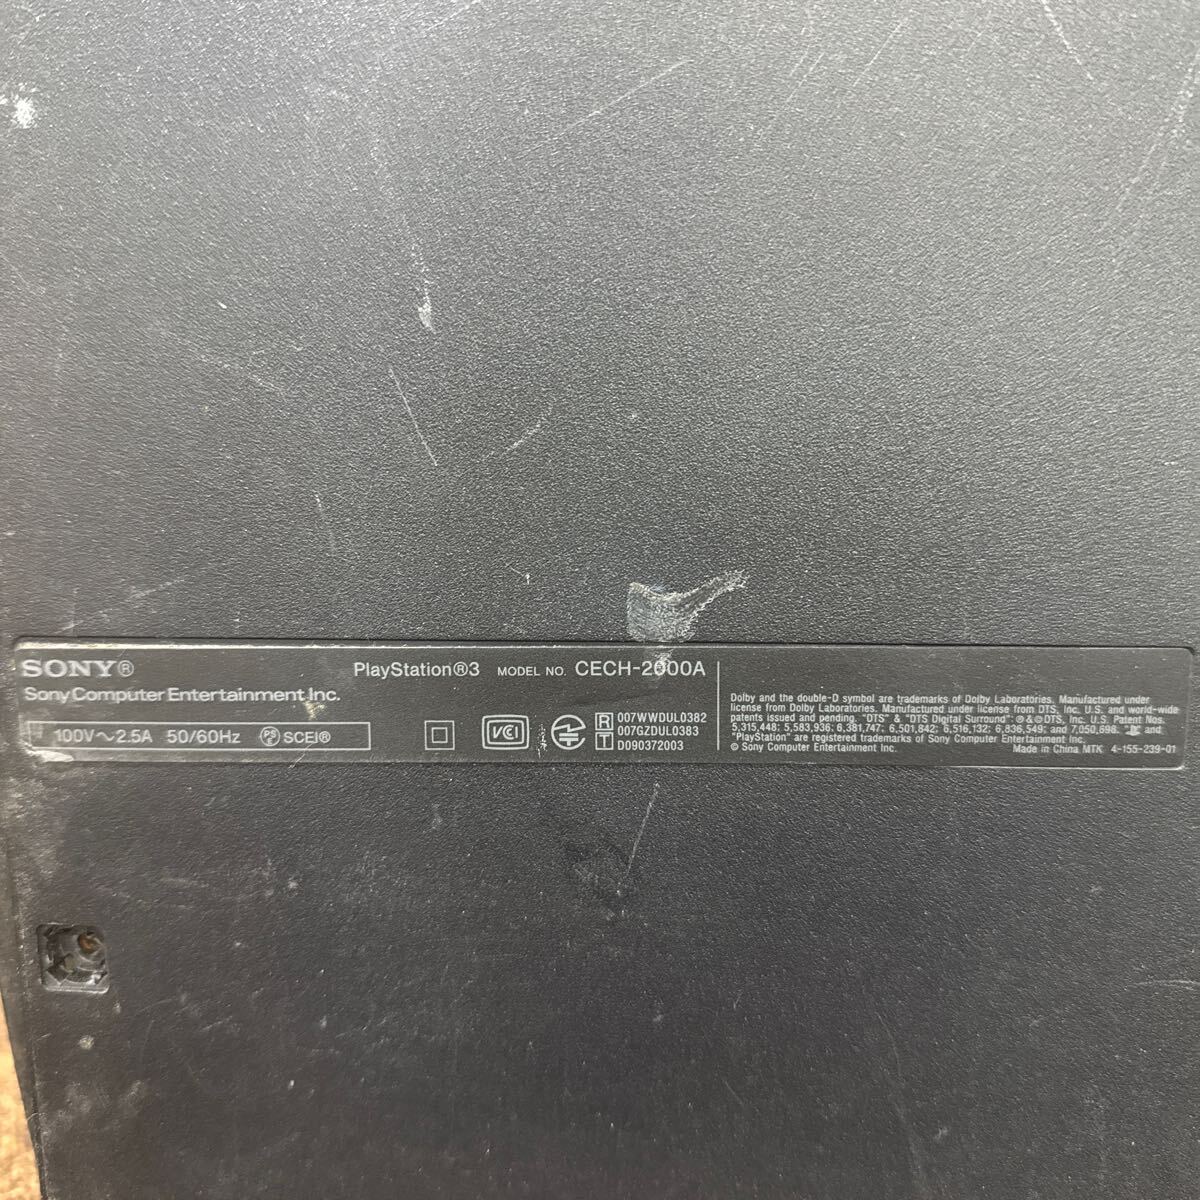 SONY®
Sony Computer Entertainment Inc.
100V～2.5A 50/60Hz PS E SCEI®
PlayStation®3 MODEL NO. CECH-2000A
VCCI
R 007WWDUL0382
007GZDUL0383
T D090372003
Dolby and the double-D symbol are trademarks of Dolby Laboratories. Manufactured under
license from Dolby Laboratories. Manufactured under license from DTS, Inc. U.S. and world-wide
patents issued and pending. "DTS" & "DTS Digital Surround": ℗ & © DTS, Inc. U.S. Patent Nos.
5,315,448; 5,583,936; 6,381,747; 6,501,842; 6,516,132; 6,836,549; and 7,050,698. and
"PlayStation" are registered trademarks of Sony Computer Entertainment Inc.
© Sony Computer Entertainment Inc. Made in China MTK 4-155-239-01